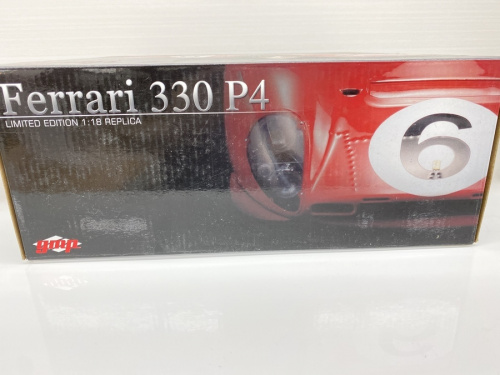 Ferrari 330 P4
LIMITED EDITION 1:18 REPLICA
6
gmp